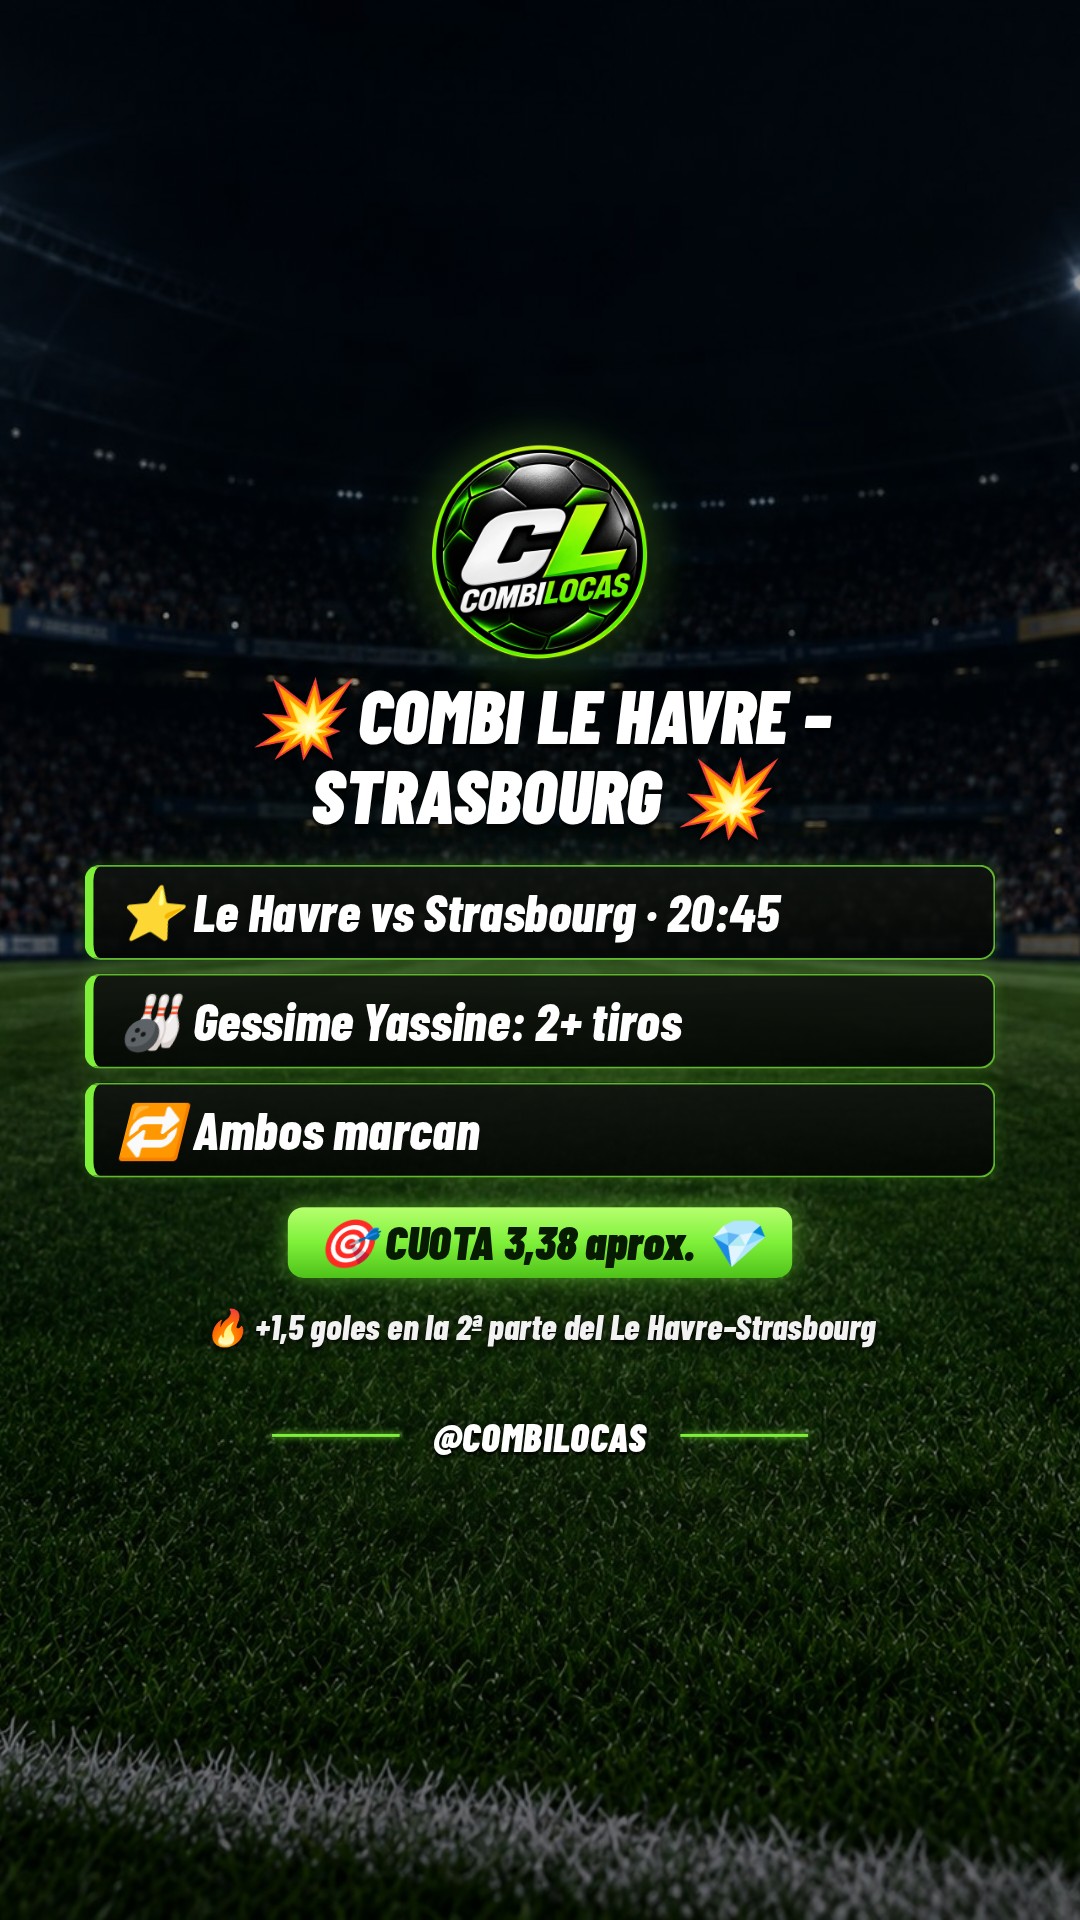 CL
COMBILOCAS
💥 COMBI LE HAVRE –
STRASBOURG 💥
⭐ Le Havre vs Strasbourg · 20:45
🎳 Gessime Yassine: 2+ tiros
🔁 Ambos marcan
🎯 CUOTA 3,38 aprox. 💎
🔥 +1,5 goles en la 2ª parte del Le Havre–Strasbourg
@COMBILOCAS